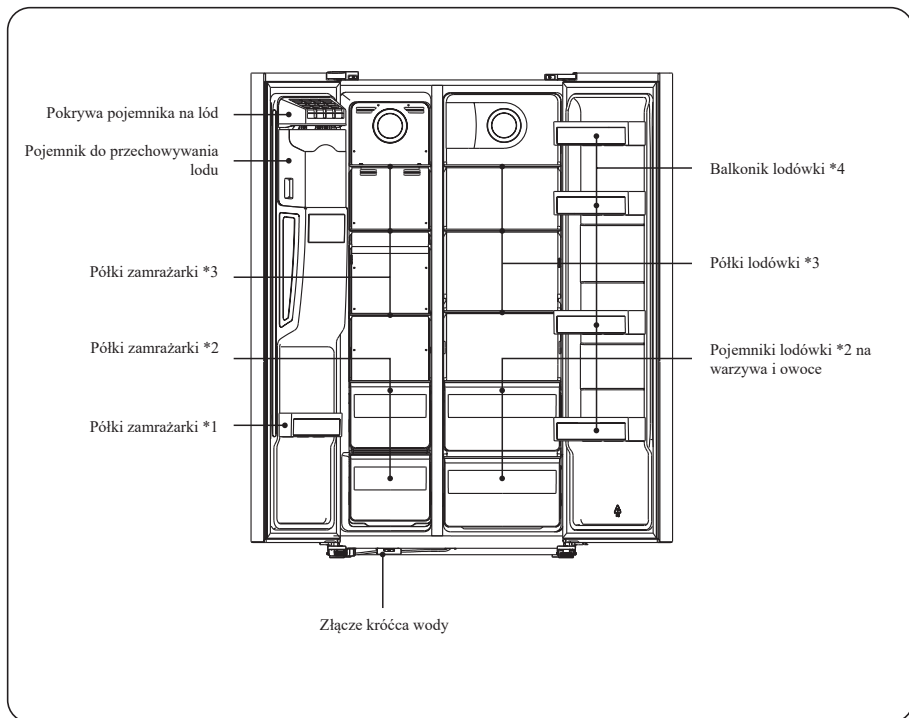 Pokrywa pojemnika na lód
Pojemnik do przechowywania
lodu
Półki zamrażarki *3
Półki zamrażarki *2
Półki zamrażarki *1
Balkonik lodówki *4
Półki lodówki *3
Pojemniki lodówki *2 na
warzywa i owoce
Złącze króćca wody